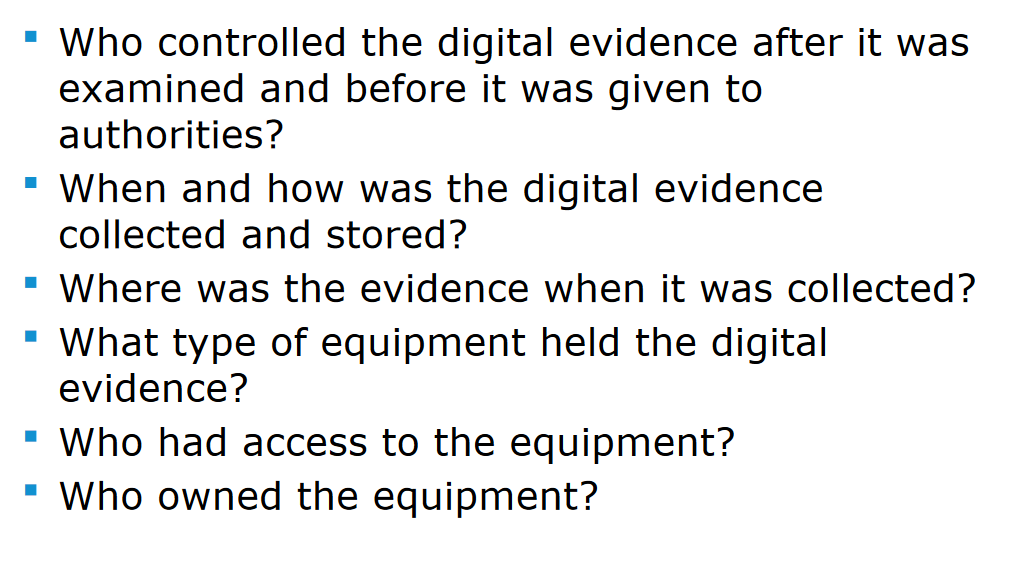 ▪ Who controlled the digital evidence after it was
examined and before it was given to
authorities?
▪ When and how was the digital evidence
collected and stored?
▪ Where was the evidence when it was collected?
▪ What type of equipment held the digital
evidence?
▪ Who had access to the equipment?
▪ Who owned the equipment?